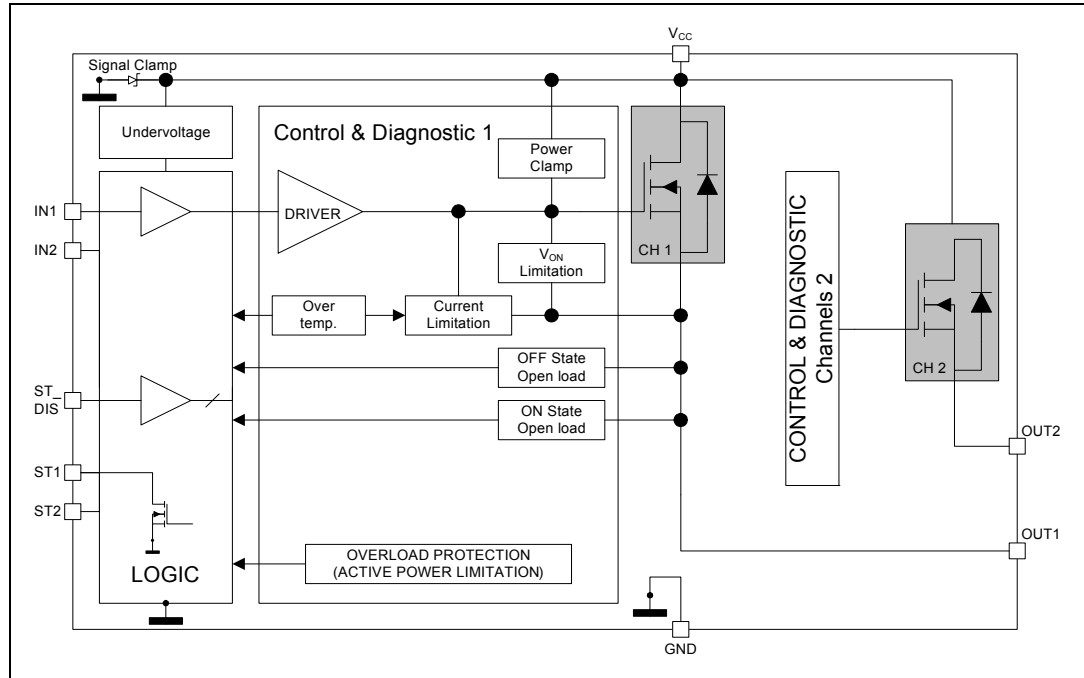 V_CC
Signal Clamp
Undervoltage
Control & Diagnostic 1
Power
Clamp
IN1
DRIVER
IN2
V_ON
Limitation
CH 1
Over
temp.
Current
Limitation
CONTROL & DIAGNOSTIC
Channels 2
CH 2
OFF State
Open load
ST_
DIS
ON State
Open load
OUT2
ST1
ST2
OVERLOAD PROTECTION
(ACTIVE POWER LIMITATION)
LOGIC
OUT1
GND